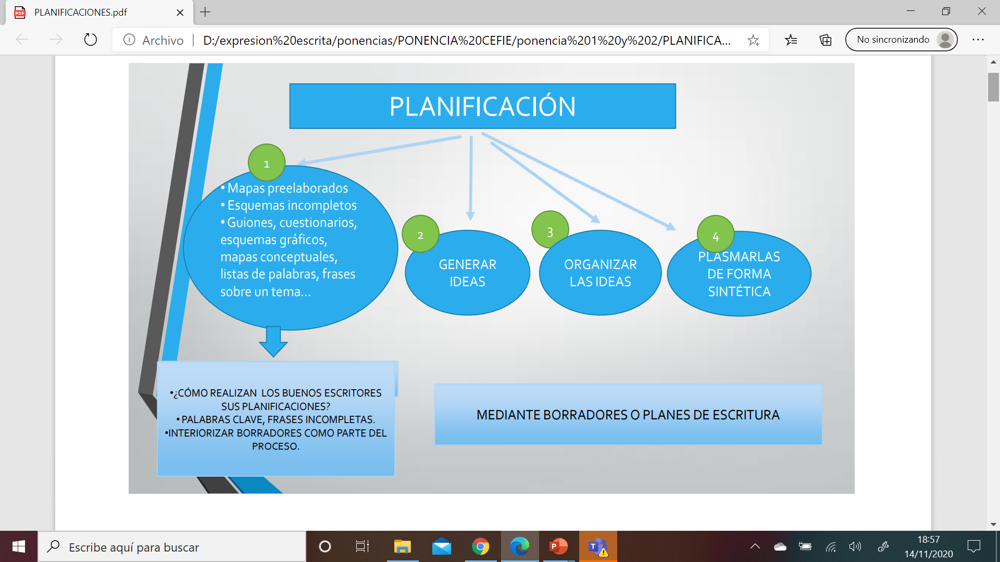 PLANIFICACIONES.pdf
Archivo
D:/expresion%20escrita/ponencias/PONENCIA%20CEFIE/ponencia%201%20y%202/PLANIFICA...
No sincronizando
PLANIFICACIÓN
1
• Mapas preelaborados
• Esquemas incompletos
• Guiones, cuestionarios,
esquemas gráficos,
mapas conceptuales,
listas de palabras, frases
sobre un tema...
2
GENERAR
IDEAS
3
ORGANIZAR
LAS IDEAS
4
PLASMARLAS
DE FORMA
SINTÉTICA
•¿CÓMO REALIZAN LOS BUENOS ESCRITORES
SUS PLANIFICACIONES?
• PALABRAS CLAVE, FRASES INCOMPLETAS.
•INTERIORIZAR BORRADORES COMO PARTE DEL
PROCESO.
MEDIANTE BORRADORES O PLANES DE ESCRITURA
Escribe aquí para buscar
18:57
14/11/2020